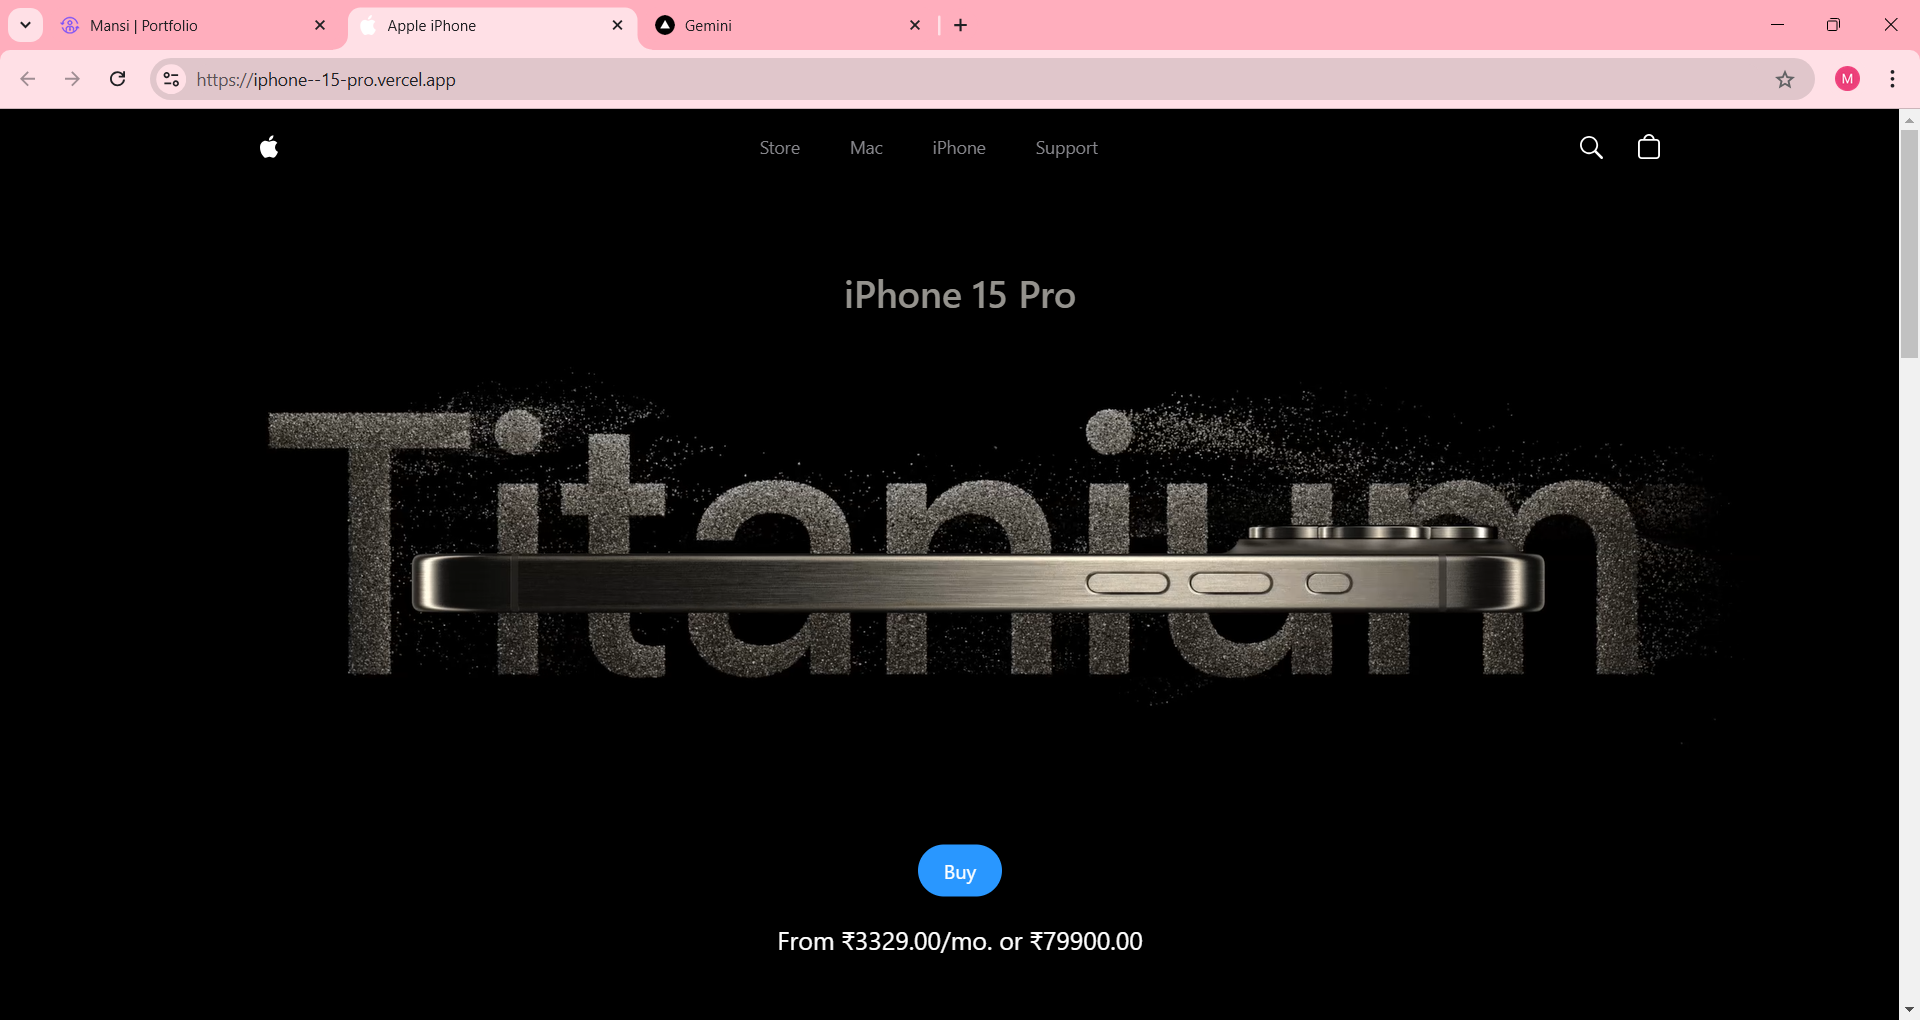 Mansi | Portfolio
Apple iPhone
Gemini
https://iphone--15-pro.vercel.app
M
Store Mac iPhone Support
iPhone 15 Pro
Titanium
Buy
From ₹3329.00/mo. or ₹79900.00